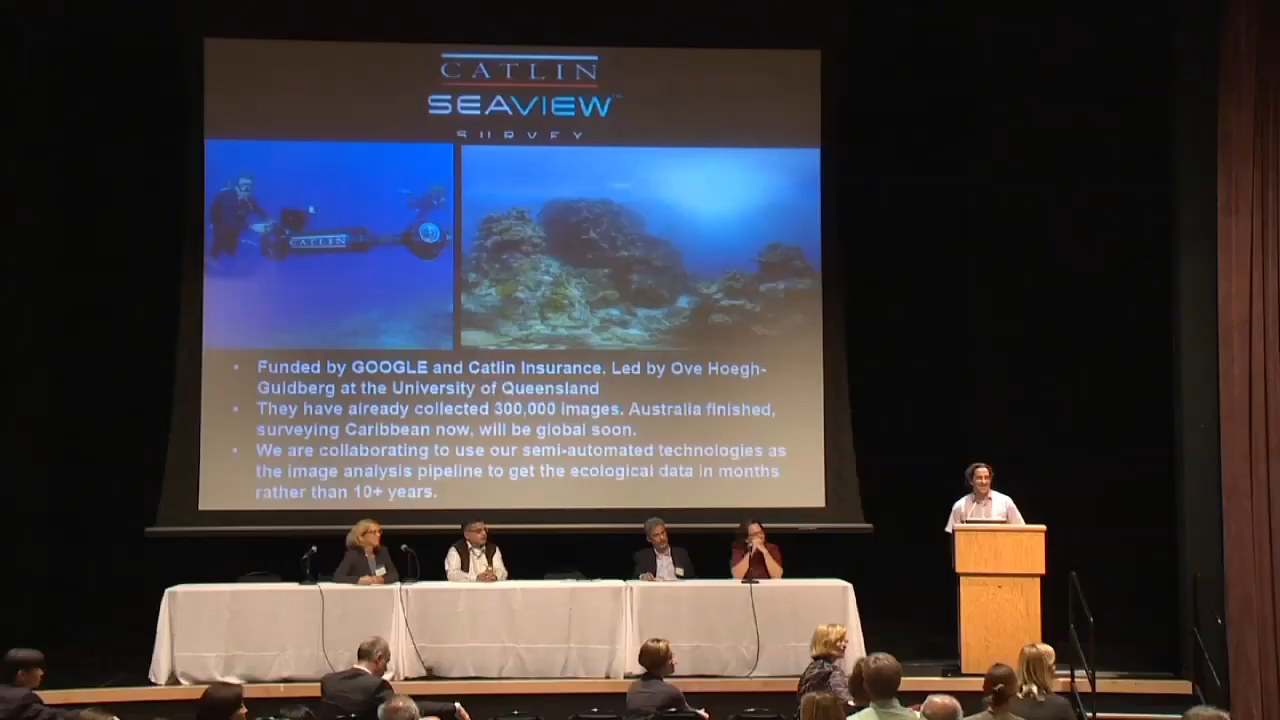 CATLIN
SEAVIEW™
SURVEY
CATLIN
• Funded by GOOGLE and Catlin Insurance. Led by Ove Hoegh-
Guldberg at the University of Queensland
• They have already collected 300,000 images. Australia finished,
surveying Caribbean now, will be global soon.
• We are collaborating to use our semi-automated technologies as
the image analysis pipeline to get the ecological data in months
rather than 10+ years.